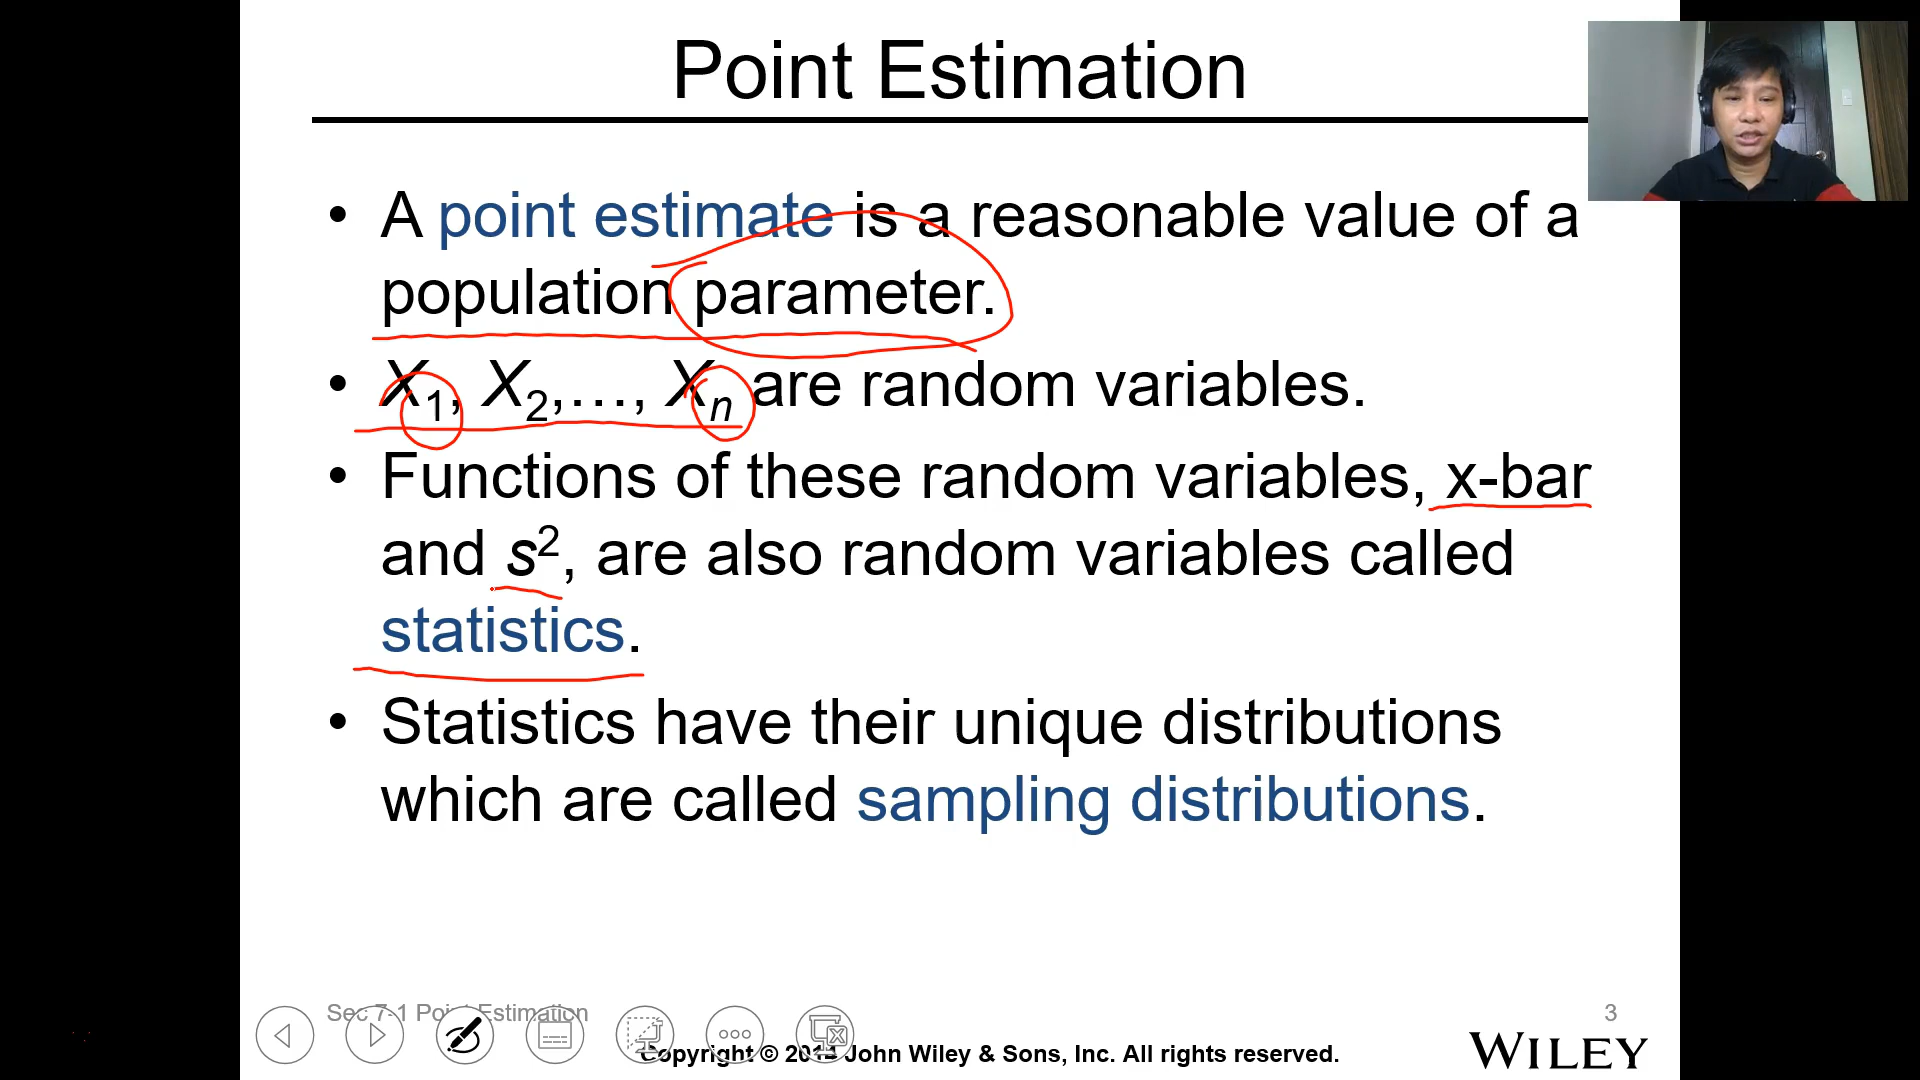 Point Estimation
• A point estimate is a reasonable value of a
population parameter.
• X1, X2,…, Xn are random variables.
• Functions of these random variables, x-bar
and s², are also random variables called
statistics.
• Statistics have their unique distributions
which are called sampling distributions.
Sec 7-1 Point Estimation
3
Copyright © 2014 John Wiley & Sons, Inc. All rights reserved.
WILEY